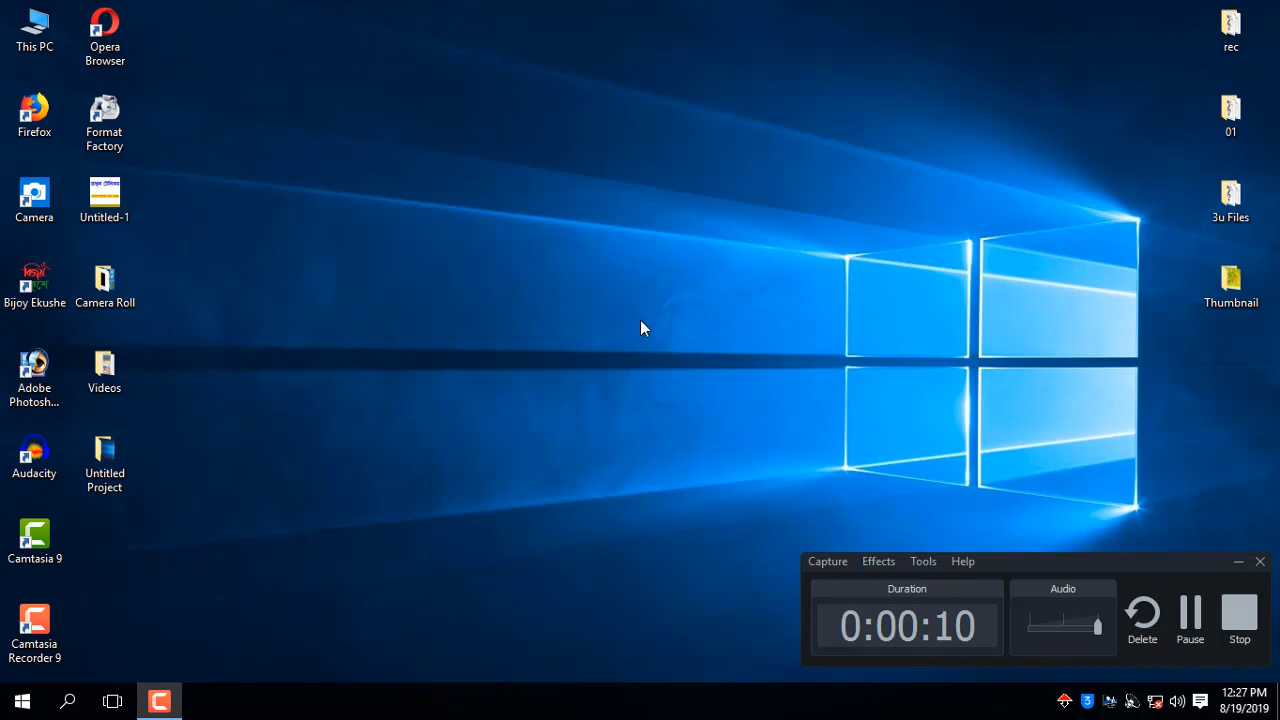 This PC
Opera
Browser
Firefox
Format
Factory
Camera
Untitled-1
Bijoy Ekushe
Camera Roll
Adobe
Photosh...
Videos
Audacity
Untitled
Project
Camtasia 9
Camtasia
Recorder 9
rec
01
3u Files
Thumbnail
Capture Effects Tools Help
Duration
0:00:10
Audio
Delete
Pause
Stop
12:27 PM
8/19/2019